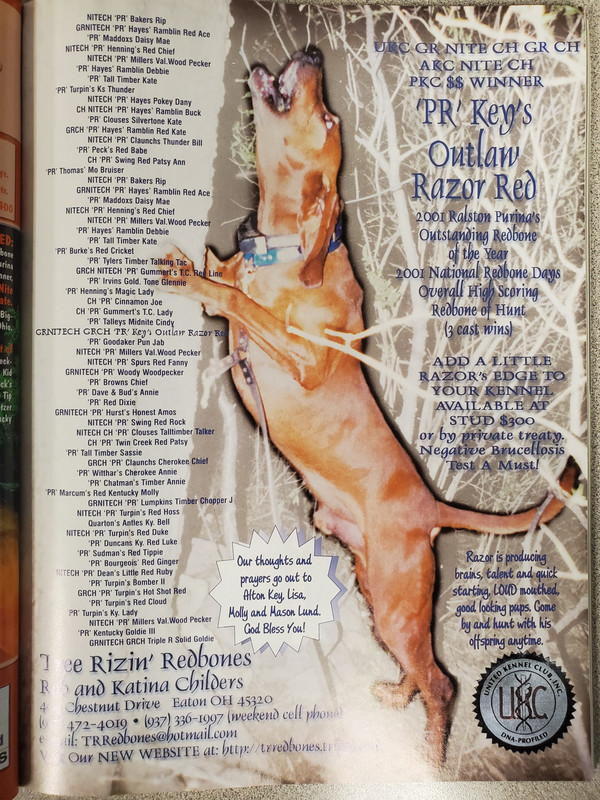 NITECH 'PR' Bakers Rip
GRNITECH 'PR' Hayes' Ramblin Red Ace
'PR' Maddoxs Daisy Mae
NITECH 'PR' Henning's Red Chief
NITECH 'PR' Millers Val.Wood Pecker
'PR' Hayes' Ramblin Debbie
'PR' Tall Timber Kate
'PR' Turpin's Ks Thunder
NITECH 'PR' Hayes Pokey Dany
CH NITECH 'PR' Hayes' Ramblin Buck
'PR' Clouses Silvertone Kate
GRCH 'PR' Hayes' Ramblin Red Kate
NITECH 'PR' Claunchs Thunder Bill
'PR' Peck's Red Babe
CH 'PR' Swing Red Patsy Ann
'PR' Thomas' Mo Bruiser
NITECH 'PR' Bakers Rip
GRNITECH 'PR' Hayes' Ramblin Red Ace
'PR' Maddoxs Daisy Mae
NITECH 'PR' Henning's Red Chief
NITECH 'PR' Millers Val.Wood Pecker
'PR' Hayes' Ramblin Debbie
'PR' Tall Timber Kate
'PR' Burke's Red Cricket
'PR' Tylers Timber Talking Tac
GRCH NITECH 'PR' Gummert's T.C. Red Line
'PR' Irvins Gold. Tone Glennie
'PR' Henning's Magic Lady
CH 'PR' Cinnamon Joe
CH 'PR' Gummert's T.C. Lady
'PR' Talleys Midnite Cindy
GRNITECH GRCH 'PR' Key's Outlaw Razor Re
'PR' Goodaker Pun Jab
NITECH 'PR' Millers Val.Wood Pecker
NITECH 'PR' Spurs Red Fanny
GRNITECH 'PR' Woody Woodpecker
'PR' Browns Chief
'PR' Dave & Bud's Annie
'PR' Red Dixie
GRNITECH 'PR' Hurst's Honest Amos
NITECH 'PR' Swing Red Rock
NITECH CH 'PR' Clouses Talltimber Talker
CH 'PR' Twin Creek Red Patsy
'PR' Tall Timber Sassie
GRCH 'PR' Claunchs Cherokee Chief
'PR' Witthar's Cherokee Annie
'PR' Chatman's Timber Annie
'PR' Marcum's Red Kentucky Molly
GRNITECH 'PR' Lumpkins Timber Chopper J
NITECH 'PR' Turpin's Red Hoss
Quarton's Antles Ky. Bell
NITECH 'PR' Turpin's Red Duke
'PR' Duncans Ky. Red Luke
'PR' Sudman's Red Tippie
'PR' Bourgeois' Red Ginger
NITECH 'PR' Dean's Little Red Ruby
'PR' Turpin's Bomber II
GRCH 'PR' Turpin's Hot Shot Red
'PR' Turpin's Red Cloud
'PR' Turpin's Ky. Lady
NITECH 'PR' Millers Val.Wood Pecker
'PR' Kentucky Goldie III
GRNITECH GRCH Triple R Solid Goldie
UKC GR NITE CH GR CH
AKC NITE CH
PKC $$ WINNER
'PR' Key's
Outlaw
Razor Red
2001 Ralston Purina's
Outstanding Redbone
of the Year
2001 National Redbone Days
Overall High Scoring
Redbone of Hunt
(3 cast wins)
ADD A LITTLE
RAZOR's EDGE TO
YOUR KENNEL
AVAILABLE AT
STUD $300
or by private treaty.
Negative Brucellosis
Test A Must!
Razor is producing
brains, talent and quick
starting, LOUD mouthed,
good looking pups. Come
by and hunt with his
offspring anytime.
Our thoughts and
prayers go out to
Alton Key, Lisa,
Molly and Mason Lund.
God Bless You!
Tree Rizin' Redbones
and Katina Childers
Chestnut Drive Eaton OH 45320
472-4019 • (937) 336-1997 (weekend cell phone)
TRRedbones@hotmail.com
Our NEW WEBSITE at: http://trredbones.
UNITED KENNEL CLUB, INC.
UKC
DNA-PROFILED